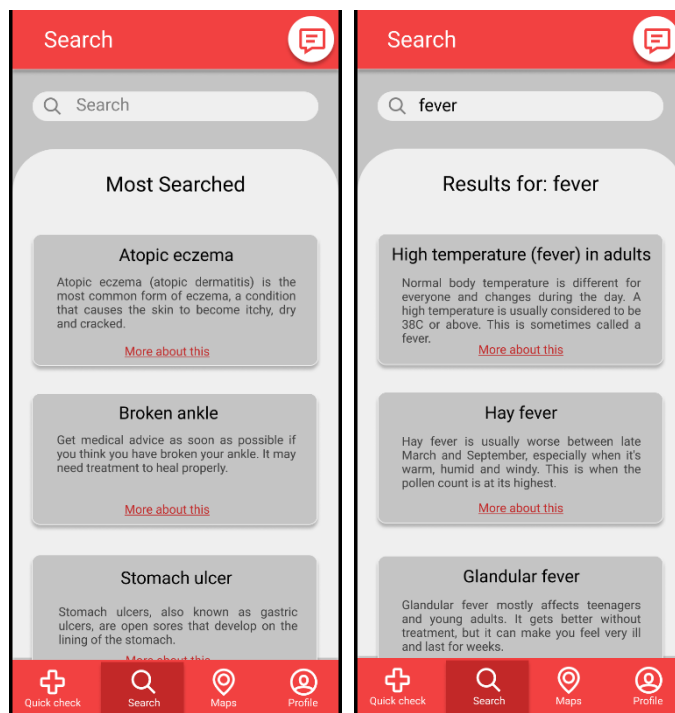 Search
Search
Most Searched
Atopic eczema
Atopic eczema (atopic dermatitis) is the
most common form of eczema, a condition
that causes the skin to become itchy, dry
and cracked.
More about this
Broken ankle
Get medical advice as soon as possible if
you think you have broken your ankle. It may
need treatment to heal properly.
More about this
Stomach ulcer
Stomach ulcers, also known as gastric
ulcers, are open sores that develop on the
lining of the stomach.
More about this
Quick check
Search
Maps
Profile
Search
fever
Results for: fever
High temperature (fever) in adults
Normal body temperature is different for
everyone and changes during the day. A
high temperature is usually considered to be
38C or above. This is sometimes called a
fever.
More about this
Hay fever
Hay fever is usually worse between late
March and September, especially when it's
warm, humid and windy. This is when the
pollen count is at its highest.
More about this
Glandular fever
Glandular fever mostly affects teenagers
and young adults. It gets better without
treatment, but it can make you feel very ill
and last for weeks.
Quick check
Search
Maps
Profile